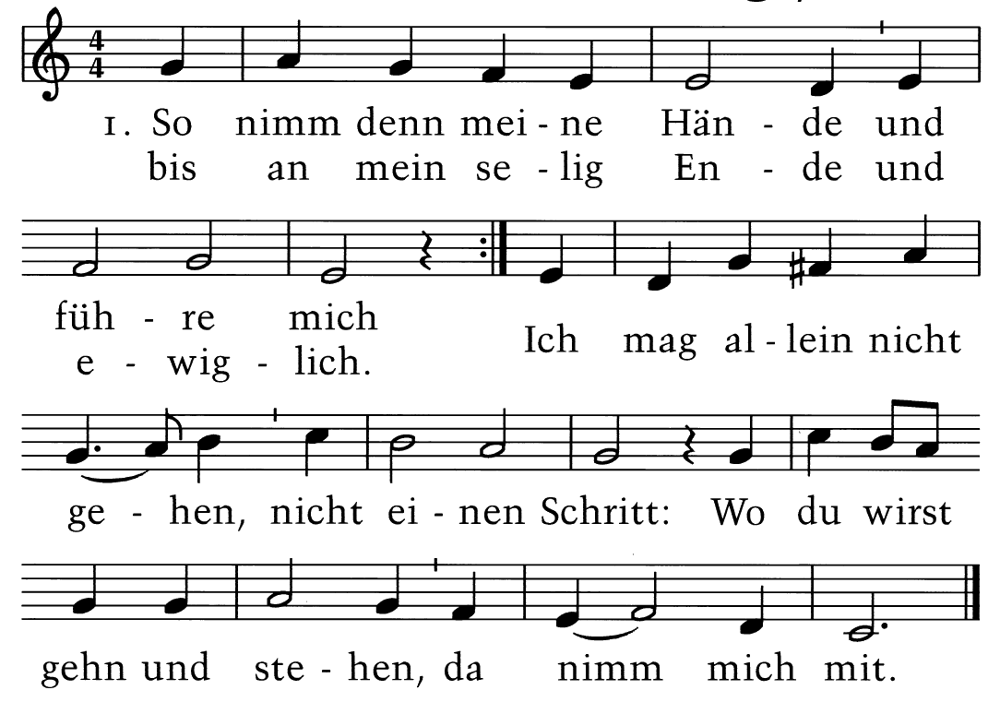 4
4
1. So nimm denn mei - ne Hän - de und
bis an mein se - lig En - de und
füh - re mich
e - wig - lich.
Ich mag al - lein nicht
ge - hen, nicht ei - nen Schritt: Wo du wirst
gehn und ste - hen, da nimm mich mit.